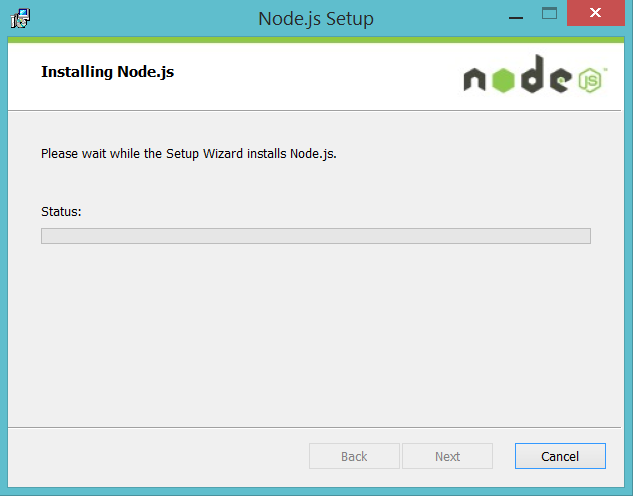 Node.js Setup
Installing Node.js
node JS™
Please wait while the Setup Wizard installs Node.js.
Status:
Back
Next
Cancel